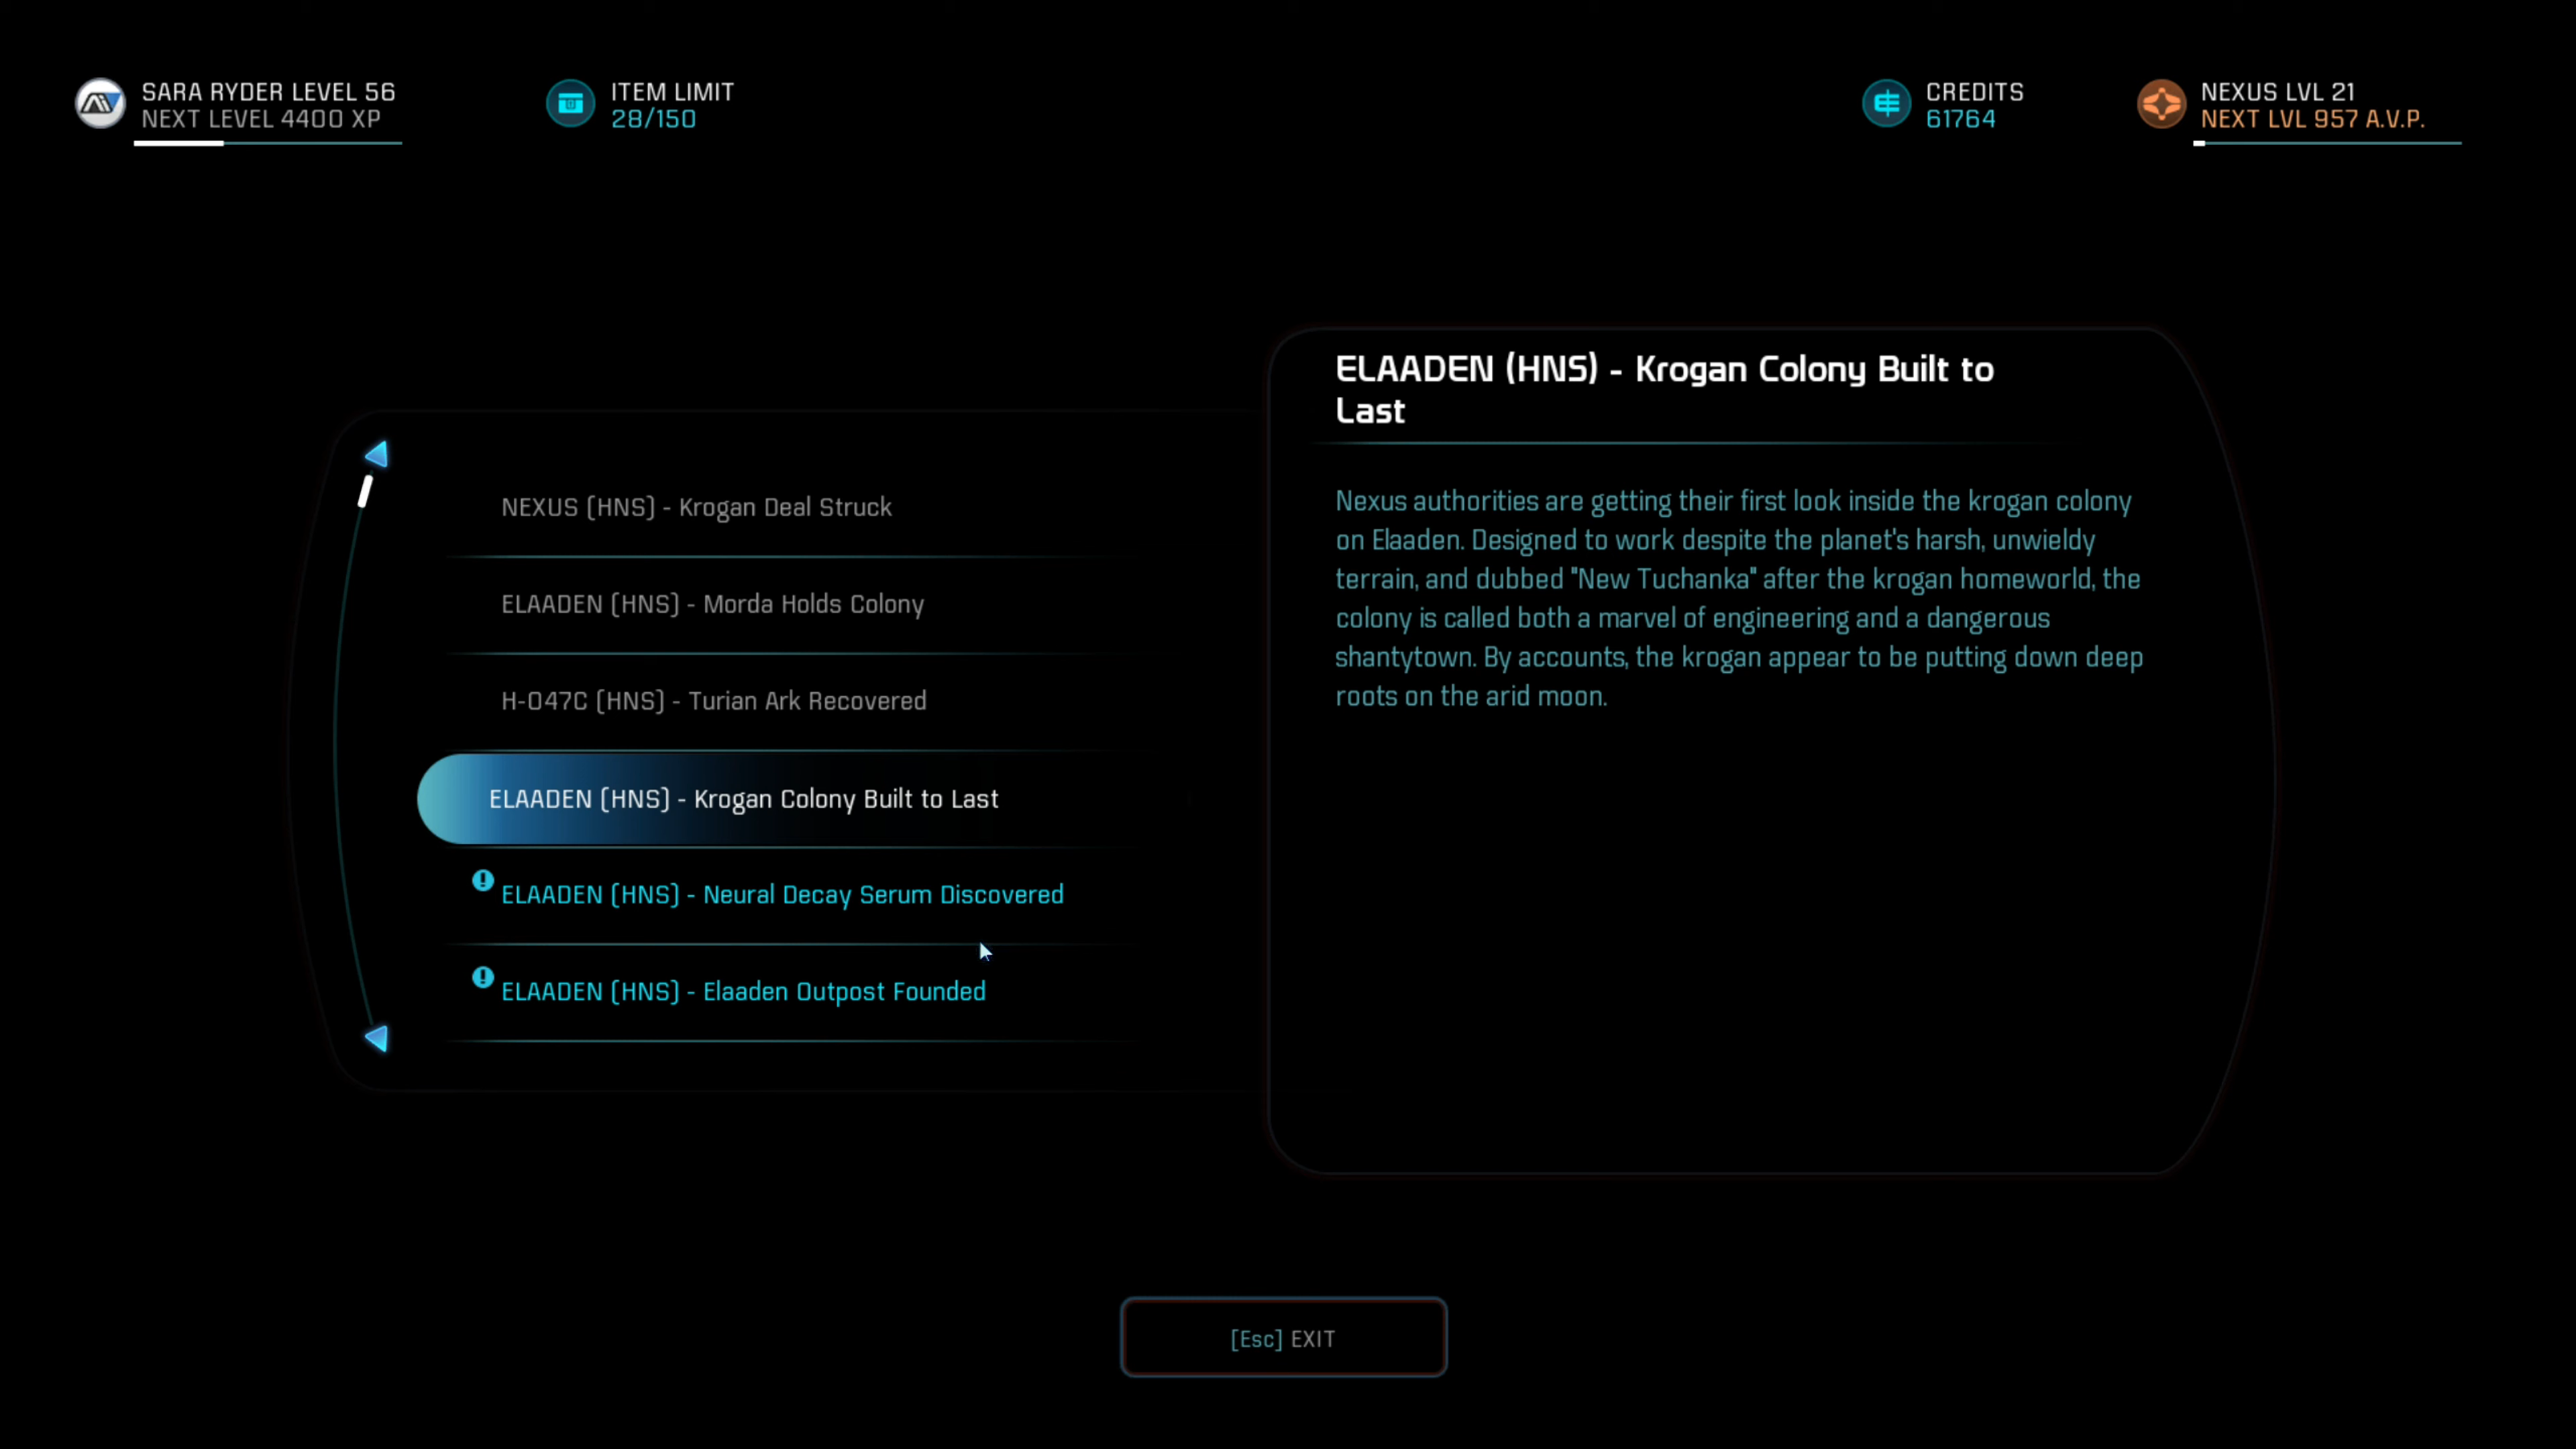 SARA RYDER LEVEL 56
NEXT LEVEL 4400 XP
ITEM LIMIT
28/150
CREDITS
61764
NEXUS LVL 21
NEXT LVL 957 A.V.P.
NEXUS (HNS) - Krogan Deal Struck
ELAADEN (HNS) - Morda Holds Colony
H-047C (HNS) - Turian Ark Recovered
ELAADEN (HNS) - Krogan Colony Built to Last
ELAADEN (HNS) - Neural Decay Serum Discovered
ELAADEN (HNS) - Elaaden Outpost Founded
ELAADEN (HNS) - Krogan Colony Built to
Last
Nexus authorities are getting their first look inside the krogan colony
on Elaaden. Designed to work despite the planet's harsh, unwieldy
terrain, and dubbed "New Tuchanka" after the krogan homeworld, the
colony is called both a marvel of engineering and a dangerous
shantytown. By accounts, the krogan appear to be putting down deep
roots on the arid moon.
[Esc] EXIT